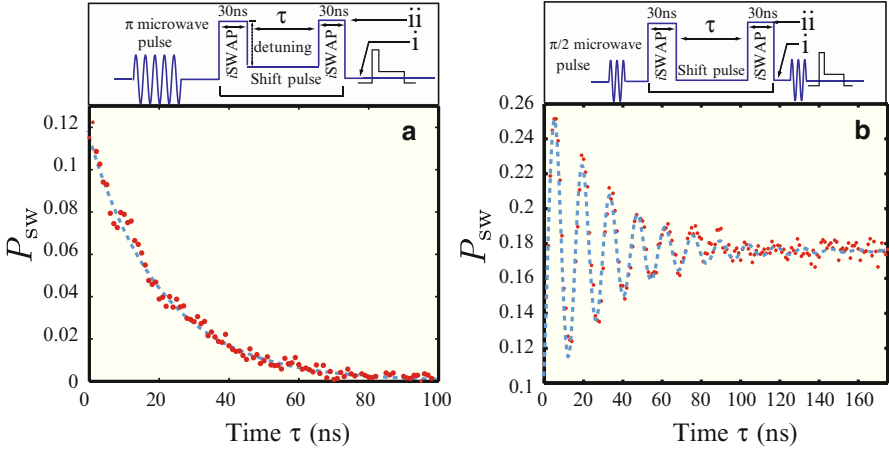 30ns
τ
30ns
ii
π microwave
pulse
iSWAP
detuning
iSWAP
i
Shift pulse
a
0.12
0.1
0.08
0.06
0.04
0.02
0
P_sw
0 20 40 60 80 100
Time τ (ns)
30ns
τ
30ns
ii
π/2 microwave
pulse
iSWAP
Shift pulse
iSWAP
i
b
0.26
0.24
0.22
0.2
0.18
0.16
0.14
0.12
0.1
P_sw
0 20 40 60 80 100 120 140 160
Time τ (ns)